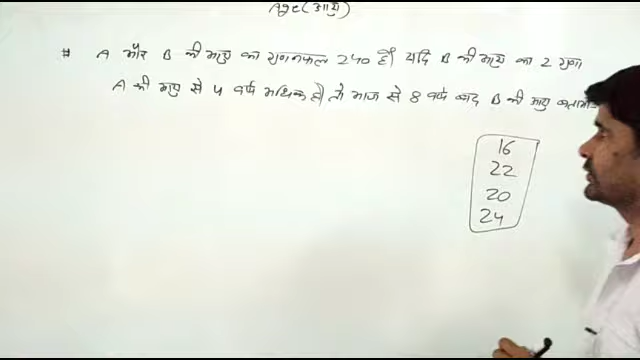 Age(आयु)
# A और B की आयु का गुणनफल 240 है। यदि B की आयु का 2 गुणा
A की आयु से 4 वर्ष अधिक है। तो आज से 8 वर्ष बाद B की आयु बताओ
16
22
20
24